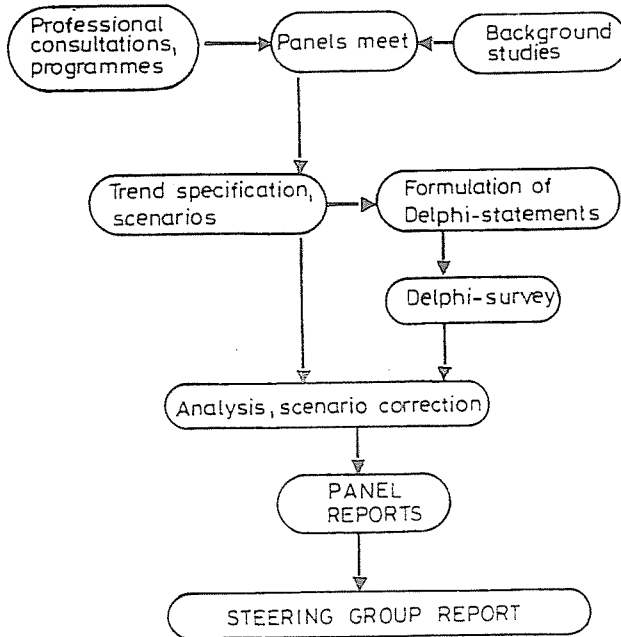 Professional
consultations,
programmes
Panels meet
Background
studies
Trend specification,
scenarios
Formulation of
Delphi-statements
Delphi-survey
Analysis, scenario correction
PANEL
REPORTS
STEERING GROUP REPORT